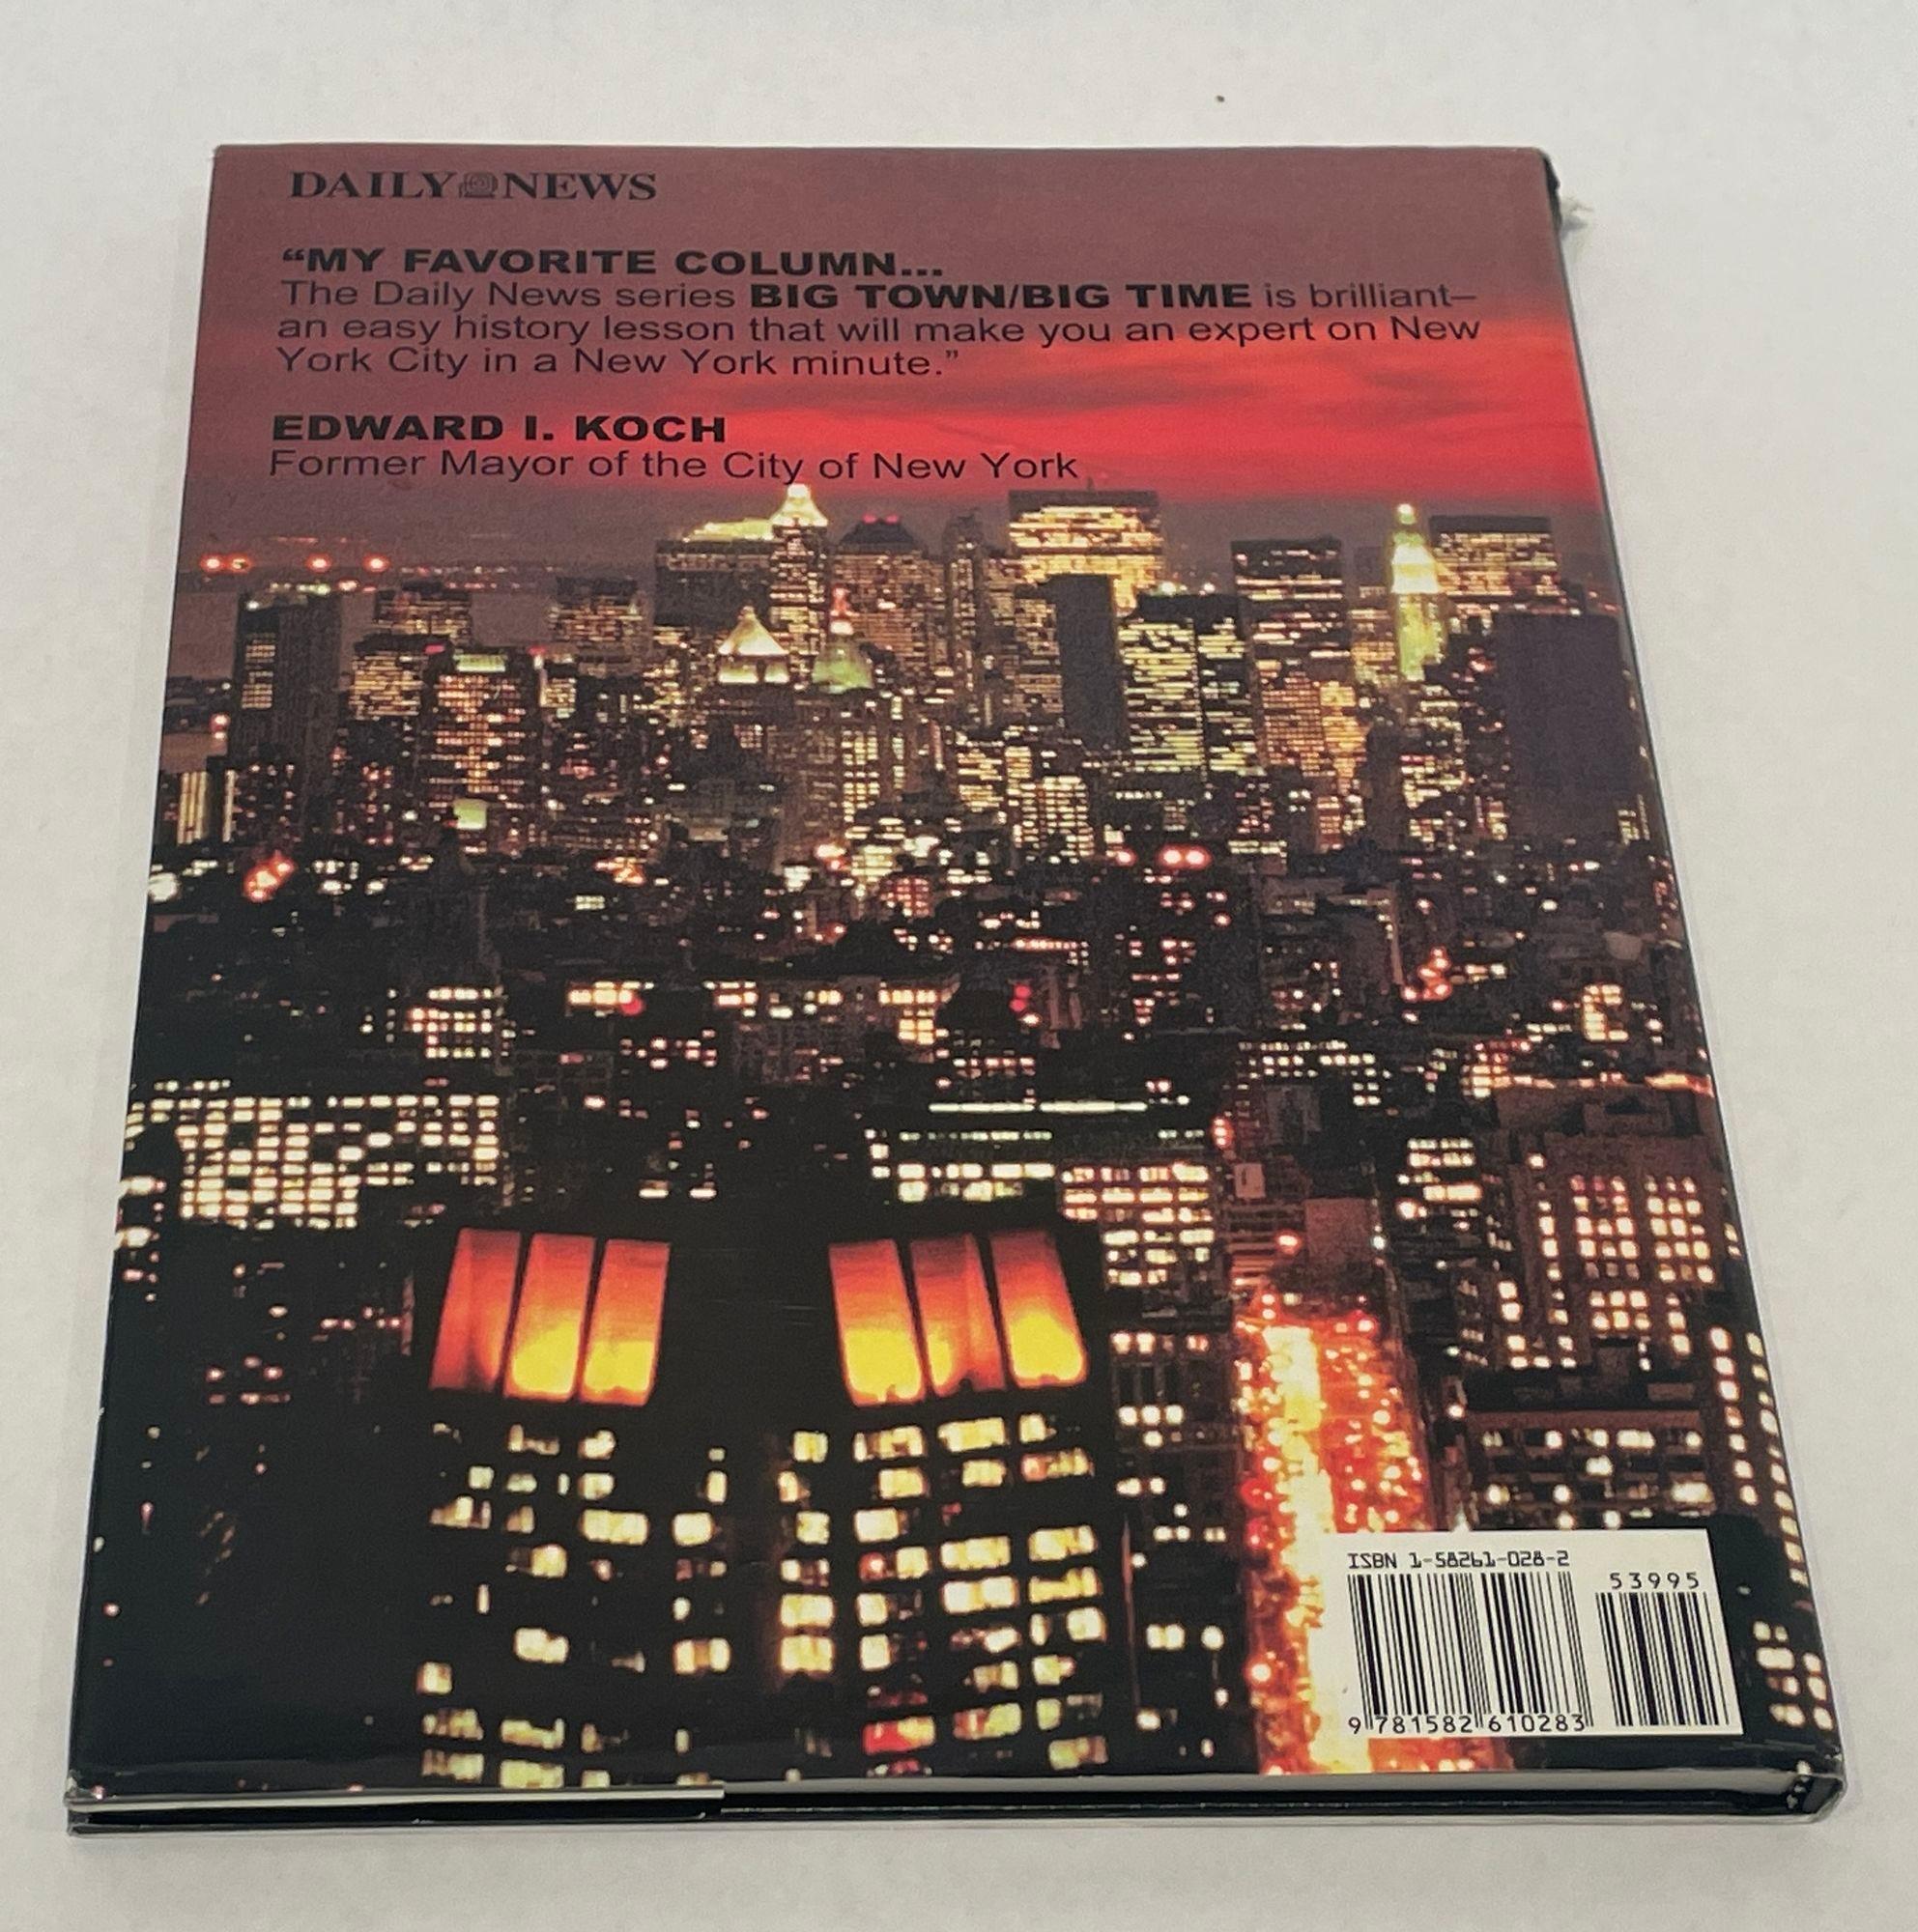 DAILY NEWS
“MY FAVORITE COLUMN...
The Daily News series BIG TOWN/BIG TIME is brilliant–
an easy history lesson that will make you an expert on New
York City in a New York minute.”
EDWARD I. KOCH
Former Mayor of the City of New York
ISBN 1-58261-028-2
53995
9 781582 610283